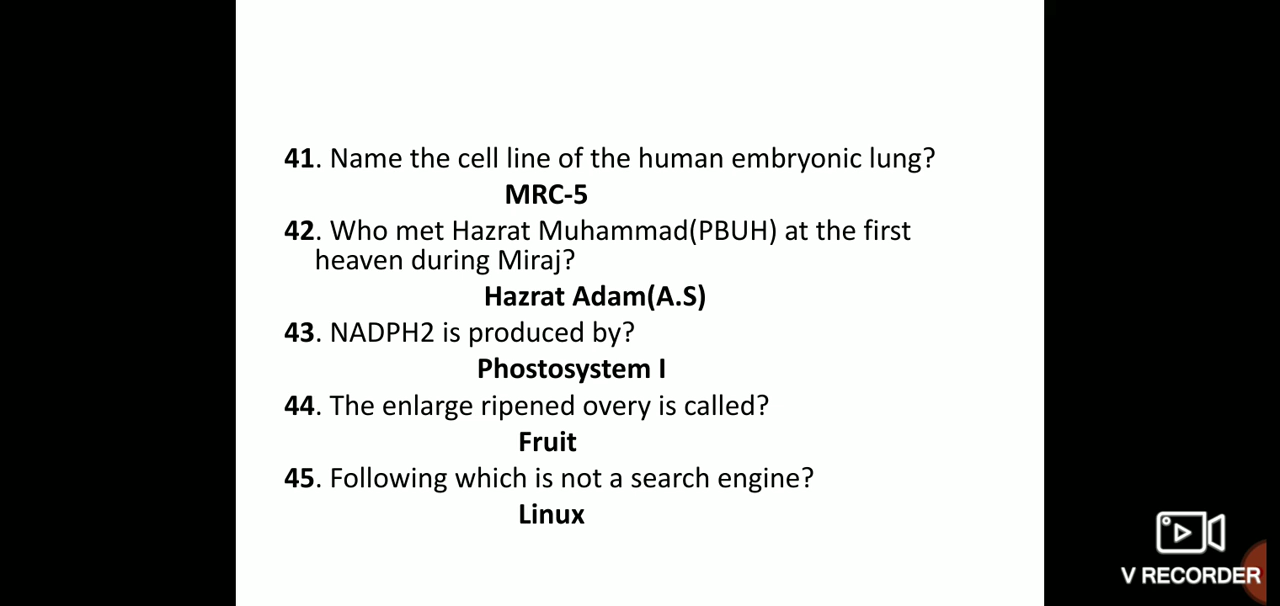 41. Name the cell line of the human embryonic lung?
MRC-5
42. Who met Hazrat Muhammad(PBUH) at the first
heaven during Miraj?
Hazrat Adam(A.S)
43. NADPH2 is produced by?
Phostosystem I
44. The enlarge ripened overy is called?
Fruit
45. Following which is not a search engine?
Linux
V RECORDER